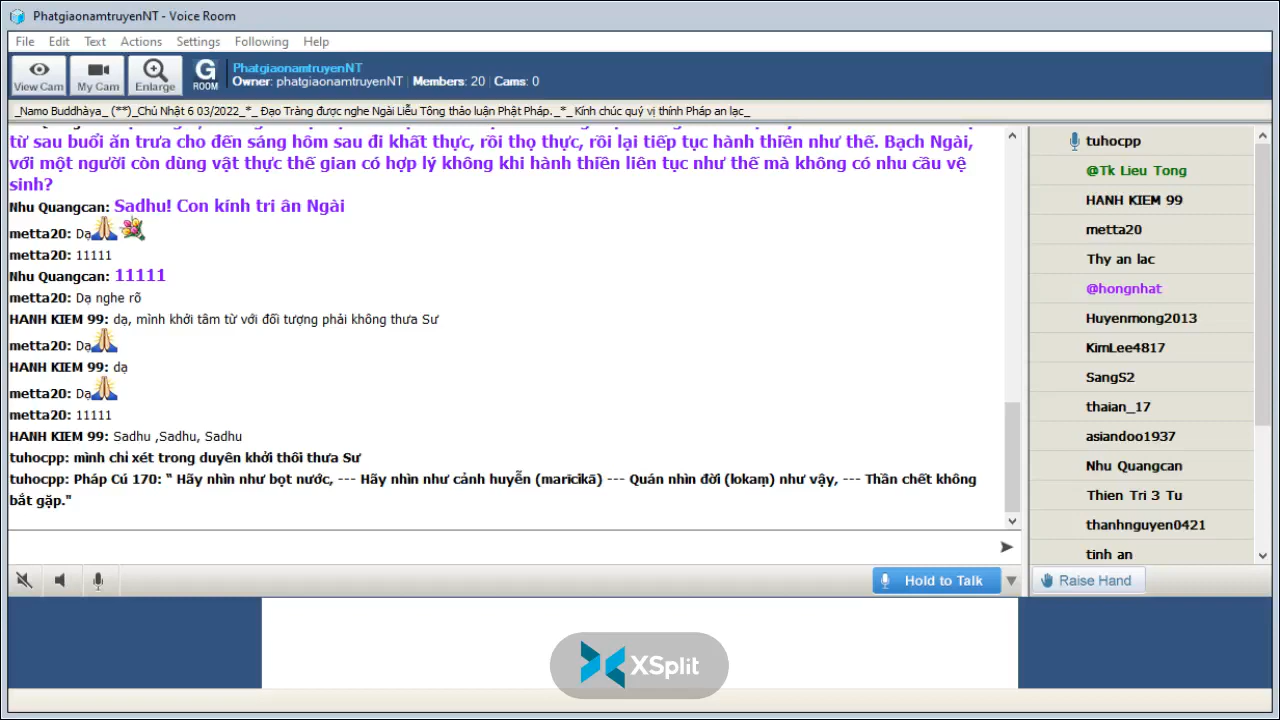 PhatgiaonamtruyenNT - Voice Room
File Edit Text Actions Settings Following Help
View Cam My Cam Enlarge G ROOM
PhatgiaonamtruyenNT
Owner: phatgiaonamtruyenNT | Members: 20 | Cams: 0
_Namo Buddhàya_ (**)_Chủ Nhật 6 03/2022_*_ Đạo Tràng được nghe Ngài Liễu Tông thảo luận Phật Pháp._*_ Kính chúc quý vị thính Pháp an lạc_
từ sau buổi ăn trưa cho đến sáng hôm sau đi khất thực, rồi thọ thực, rồi lại tiếp tục hành thiền như thế. Bạch Ngài,
với một người còn dùng vật thực thế gian có hợp lý không khi hành thiền liên tục như thế mà không có nhu cầu vệ
sinh?
Nhu Quangcan: Sadhu! Con kính tri ân Ngài
metta20: Dạ
metta20: 11111
Nhu Quangcan: 11111
metta20: Dạ nghe rõ
HANH KIEM 99: dạ, mình khởi tâm từ với đối tượng phải không thưa Sư
metta20: Dạ
HANH KIEM 99: dạ
metta20: Dạ
metta20: 11111
HANH KIEM 99: Sadhu ,Sadhu, Sadhu
tuhocpp: mình chỉ xét trong duyên khởi thôi thưa Sư
tuhocpp: Pháp Cú 170: “ Hãy nhìn như bọt nước, --- Hãy nhìn như cảnh huyễn (marīcikā) --- Quán nhìn đời (lokaṃ) như vậy, --- Thần chết không
bắt gặp."
tuhocpp
@Tk Lieu Tong
HANH KIEM 99
metta20
Thy an lac
@hongnhat
Huyenmong2013
KimLee4817
SangS2
thaian_17
asiandoo1937
Nhu Quangcan
Thien Tri 3 Tu
thanhnguyen0421
tinh an
Hold to Talk
Raise Hand
XSplit